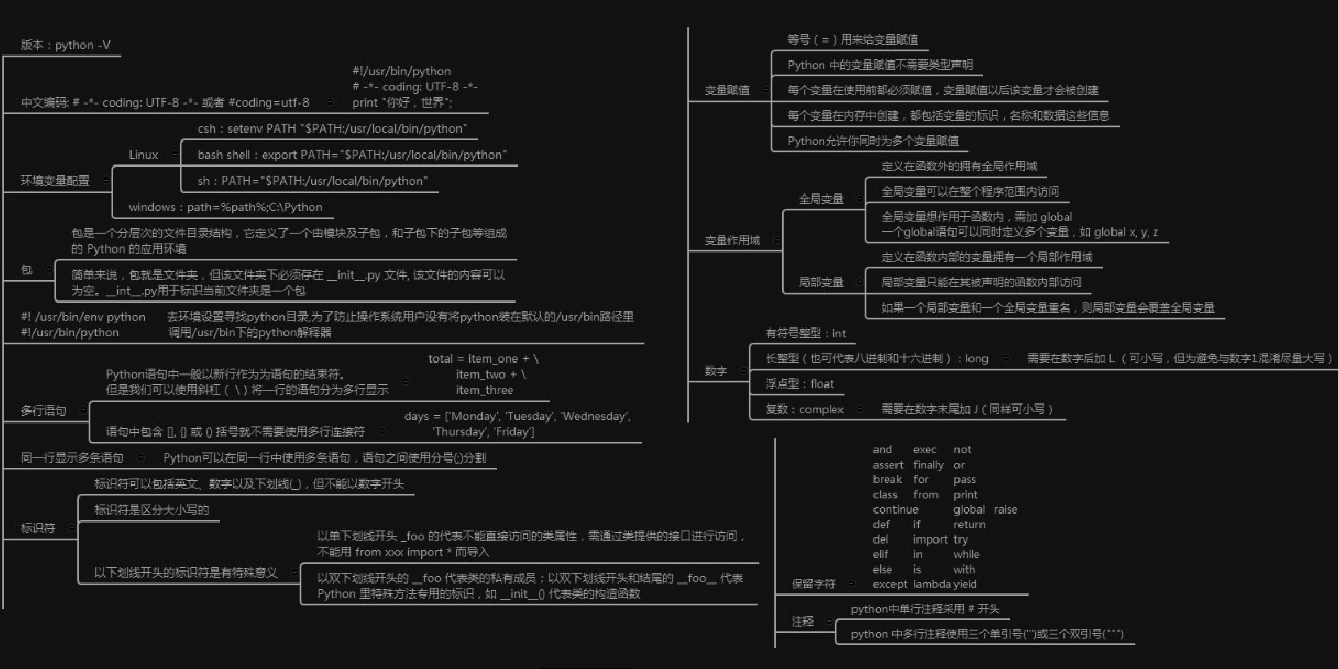 版本：python -V
中文编码: # -*- coding: UTF-8 -*- 或者 #coding=utf-8
#!/usr/bin/python
# -*- coding: UTF-8 -*-
print "你好，世界";
环境变量配置
Linux
csh：setenv PATH "$PATH:/usr/local/bin/python"
bash shell：export PATH="$PATH:/usr/local/bin/python"
sh：PATH="$PATH:/usr/local/bin/python"
windows：path=%path%;C:\Python
包
包是一个分层次的文件目录结构，它定义了一个由模块及子包，和子包下的子包等组成
的 Python 的应用环境
简单来说，包就是文件夹，但该文件夹下必须存在 __init__.py 文件, 该文件的内容可以
为空。__int__.py用于标识当前文件夹是一个包
#! /usr/bin/env python 去环境设置寻找python目录,为了防止操作系统用户没有将python装在默认的/usr/bin路径里
#!/usr/bin/python 调用/usr/bin下的python解释器
多行语句
Python语句中一般以新行作为为语句的结束符。
但是我们可以使用斜杠（ \ ）将一行的语句分为多行显示
total = item_one + \
item_two + \
item_three
语句中包含 [], {} 或 () 括号就不需要使用多行连接符
days = ['Monday', 'Tuesday', 'Wednesday',
'Thursday', 'Friday']
同一行显示多条语句
Python可以在同一行中使用多条语句，语句之间使用分号(;)分割
标识符
标识符可以包括英文、数字以及下划线(_)，但不能以数字开头
标识符是区分大小写的
以下划线开头的标识符是有特殊意义
以单下划线开头 _foo 的代表不能直接访问的类属性，需通过类提供的接口进行访问，
不能用 from xxx import * 而导入
以双下划线开头的 __foo 代表类的私有成员；以双下划线开头和结尾的 __foo__ 代表
Python 里特殊方法专用的标识，如 __init__() 代表类的构造函数
变量赋值
等号（=）用来给变量赋值
Python 中的变量赋值不需要类型声明
每个变量在使用前都必须赋值，变量赋值以后该变量才会被创建
每个变量在内存中创建，都包括变量的标识，名称和数据这些信息
Python允许你同时为多个变量赋值
变量作用域
全局变量
定义在函数外的拥有全局作用域
全局变量可以在整个程序范围内访问
全局变量想作用于函数内，需加 global
一个global语句可以同时定义多个变量，如 global x, y, z
局部变量
定义在函数内部的变量拥有一个局部作用域
局部变量只能在其被声明的函数内部访问
如果一个局部变量和一个全局变量重名，则局部变量会覆盖全局变量
数字
有符号整型：int
长整型（也可代表八进制和十六进制）：long
需要在数字后加 L （可小写，但为避免与数字1混淆尽量大写）
浮点型：float
复数：complex
需要在数字末尾加 J（同样可小写）
保留字符
and exec not
assert finally or
break for pass
class from print
continue global raise
def if return
del import try
elif in while
else is with
except lambda yield
注释
python中单行注释采用 # 开头
python 中多行注释使用三个单引号(''')或三个双引号(""")